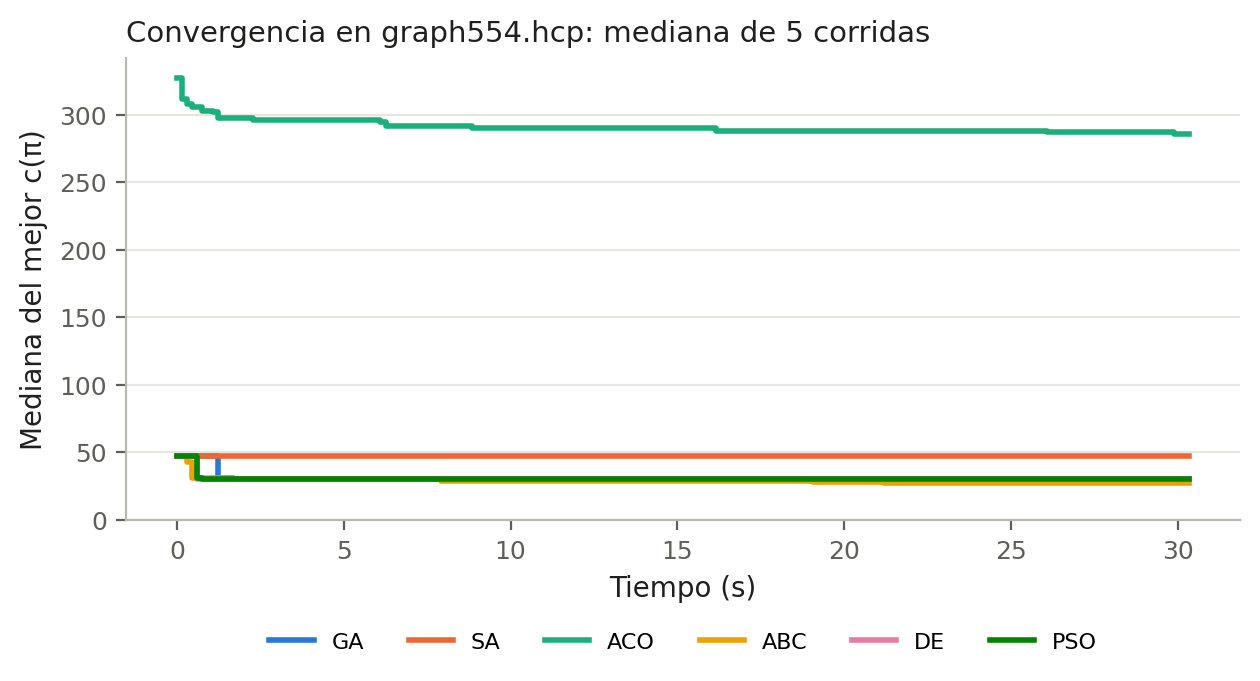 Convergencia en graph554.hcp: mediana de 5 corridas
Mediana del mejor c(π)
300
250
200
150
100
50
0
0 5 10 15 20 25 30
Tiempo (s)
GA SA ACO ABC DE PSO